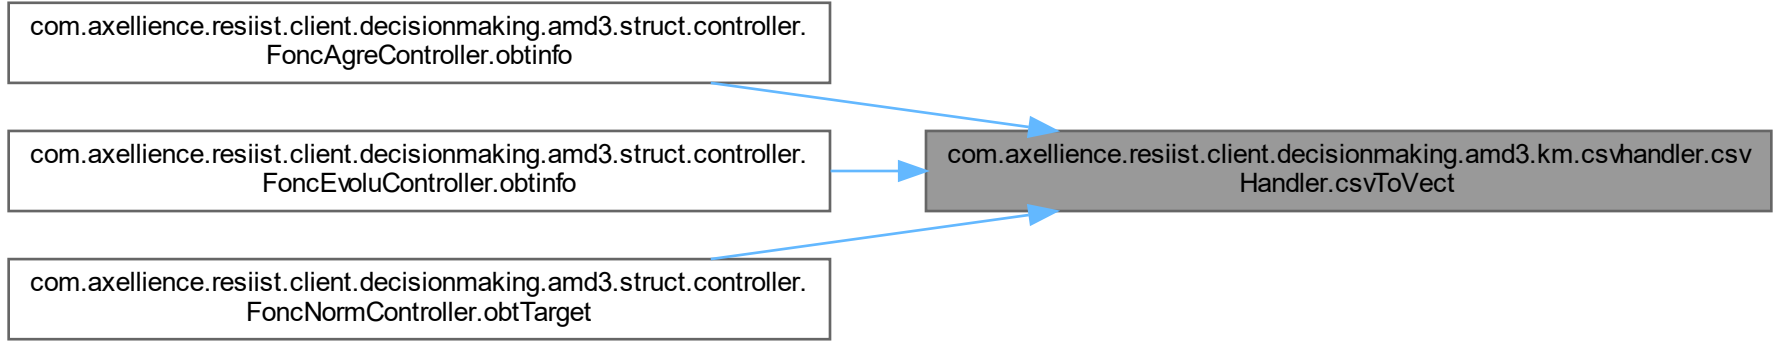 com.axellience.resiist.client.decisionmaking.amd3.struct.controller.
FoncAgreController.obtinfo
com.axellience.resiist.client.decisionmaking.amd3.struct.controller.
FoncEvoluController.obtinfo
com.axellience.resiist.client.decisionmaking.amd3.struct.controller.
FoncNormController.obtTarget
com.axellience.resiist.client.decisionmaking.amd3.km.csvhandler.csv
Handler.csvToVect